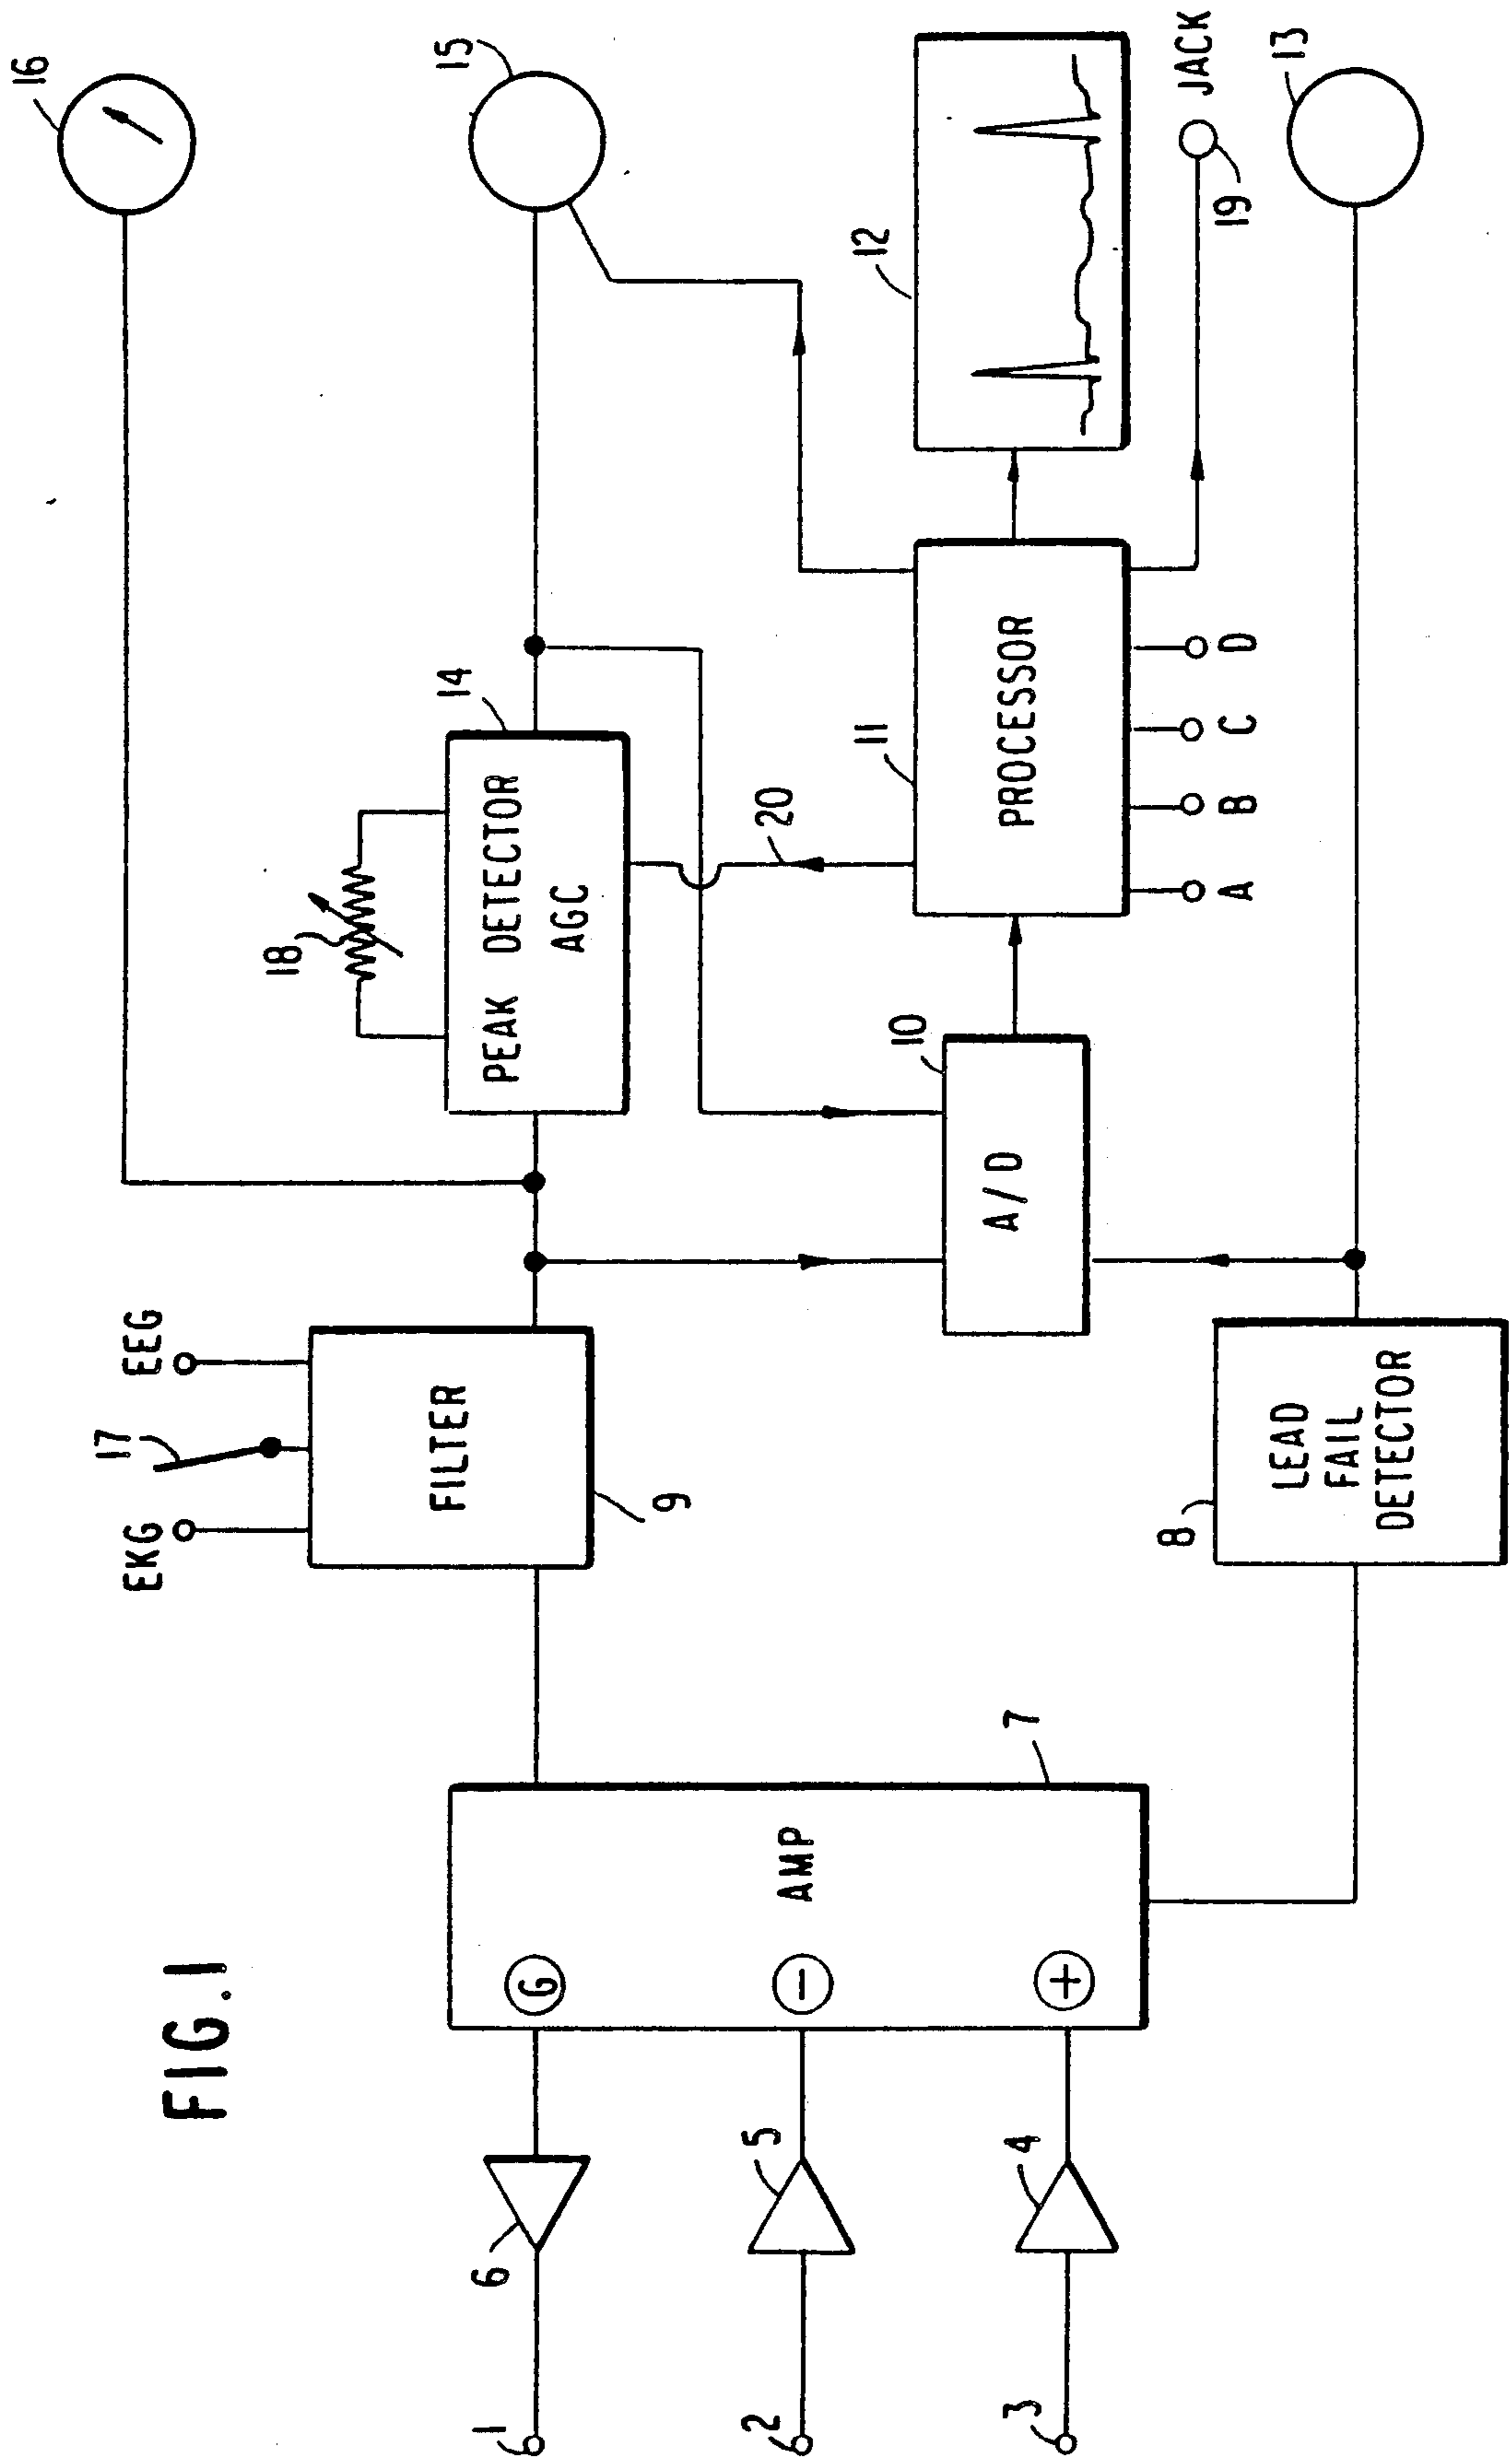 FIG.1
16
15
EKG
17
EEG
18
14
FILTER
9
PEAK DETECTOR
AGC
20
12
1
6
G
2
5
−
AMP
7
3
4
+
10
A/D
11
PROCESSOR
A
B
C
D
JACK
19
8
LEAD
FAIL
DETECTOR
13